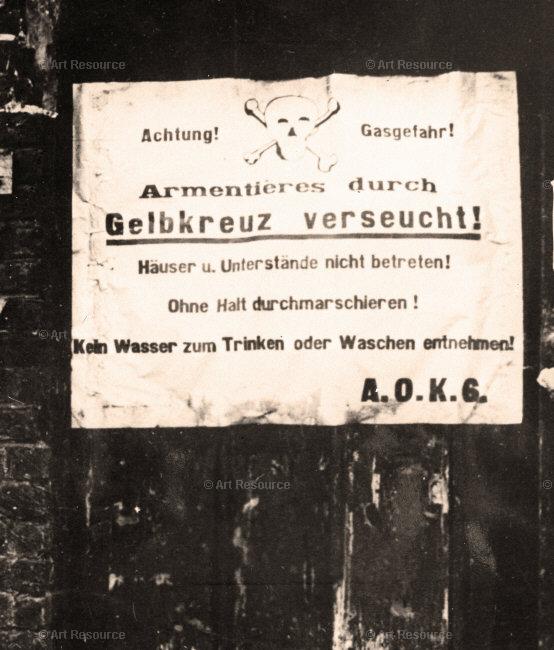 © Art Resource © Art Resource
Achtung! Gasgefahr!
Armentières durch
Gelbkreuz verseucht!
Häuser u. Unterstände nicht betreten!
Ohne Halt durchmarschieren!
Kein Wasser zum Trinken oder Waschen entnehmen!
A.O.K.6.
© Art
© Art Resource
© Art Resource © Art Resource